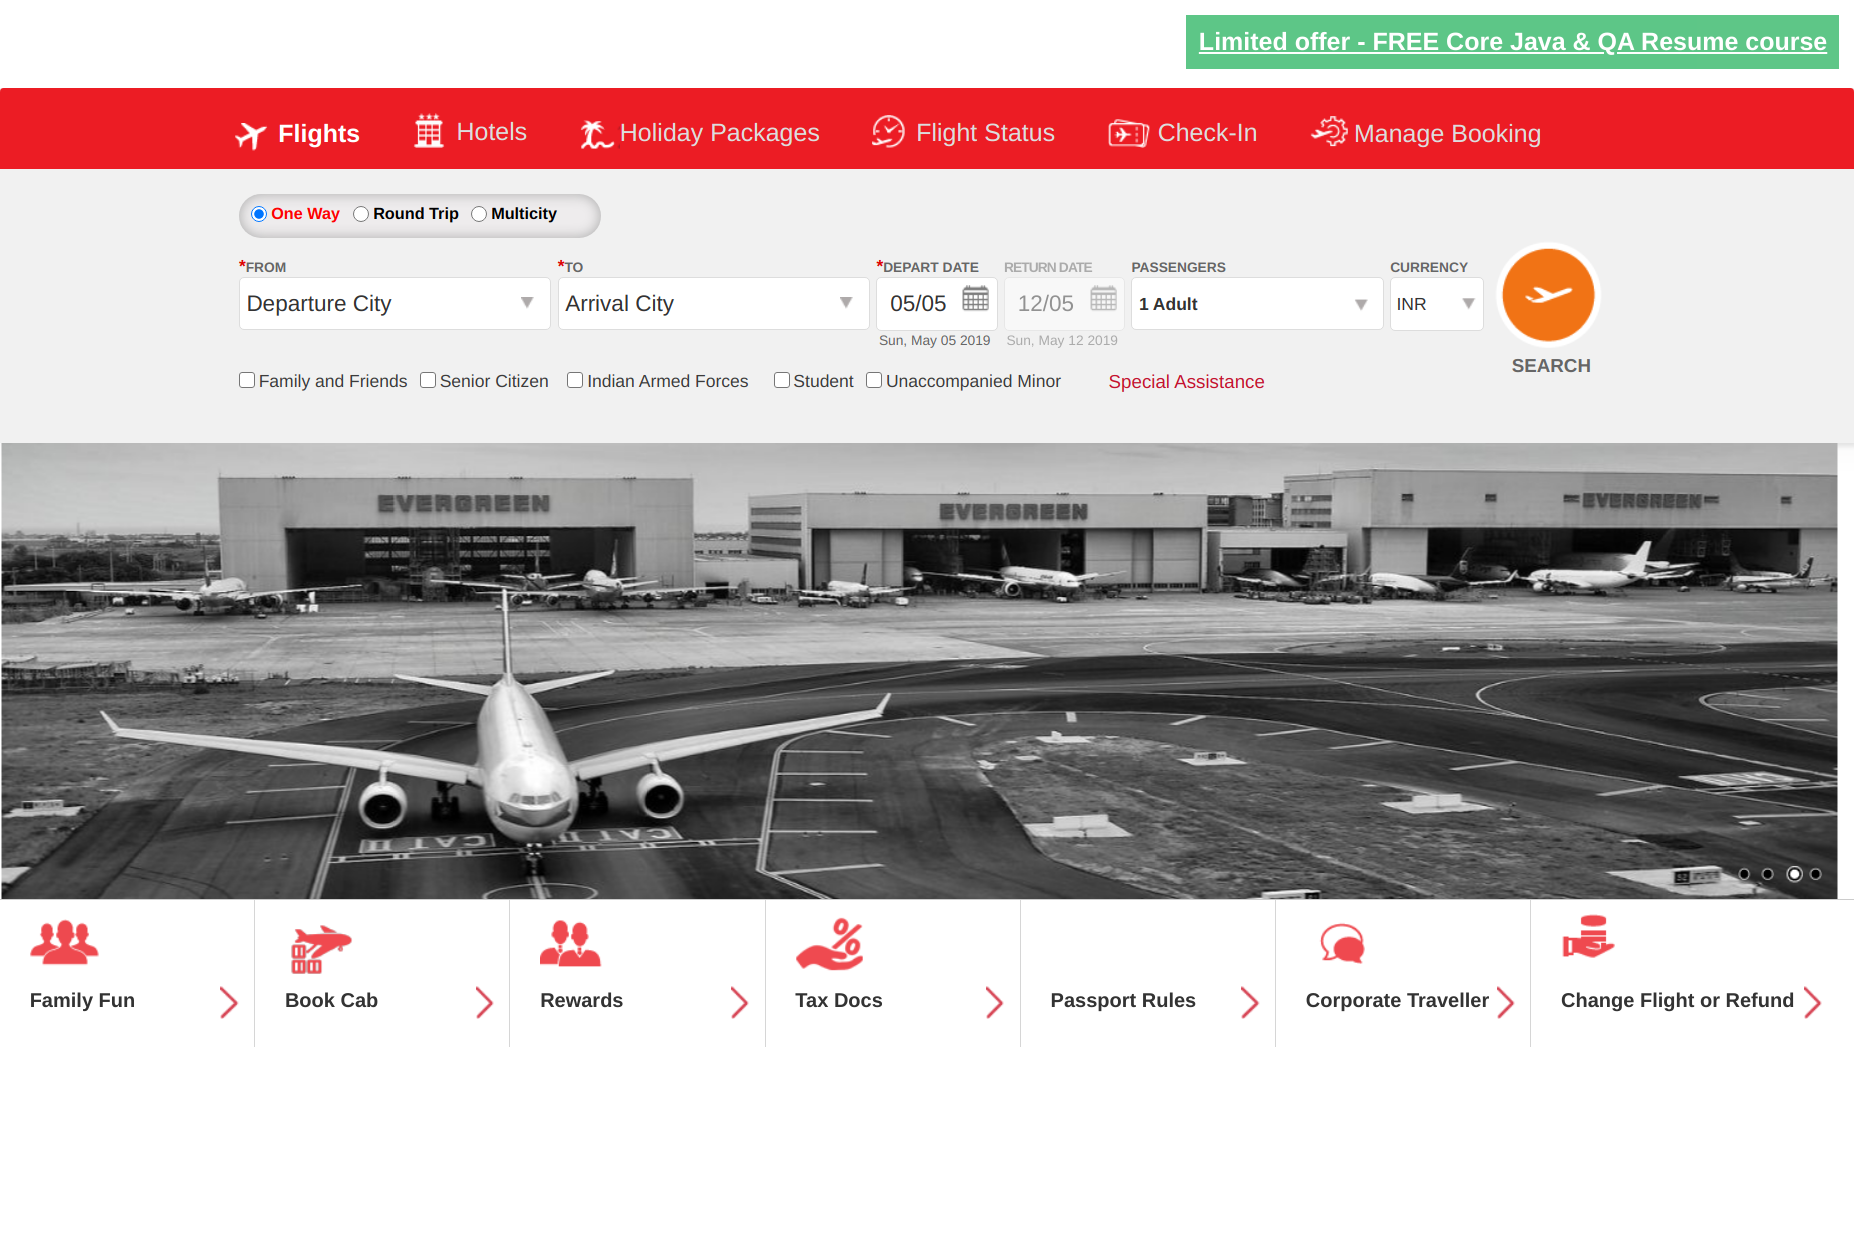 Limited offer - FREE Core Java & QA Resume course
Flights
Hotels
Holiday Packages
Flight Status
Check-In
Manage Booking
One Way
Round Trip
Multicity
*FROM
*TO
*DEPART DATE
RETURN DATE
PASSENGERS
CURRENCY
Departure City
Arrival City
05/05
12/05
1 Adult
INR
Sun, May 05 2019
Sun, May 12 2019
SEARCH
Family and Friends
Senior Citizen
Indian Armed Forces
Student
Unaccompanied Minor
Special Assistance
EVERGREEN
EVERGREEN
EVERGREEN
CAT II
CAT II
Family Fun
Book Cab
Rewards
Tax Docs
Passport Rules
Corporate Traveller
Change Flight or Refund